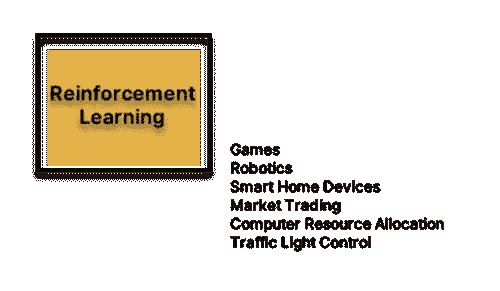 Reinforcement
Learning
Games
Robotics
Smart Home Devices
Market Trading
Computer Resource Allocation
Traffic Light Control